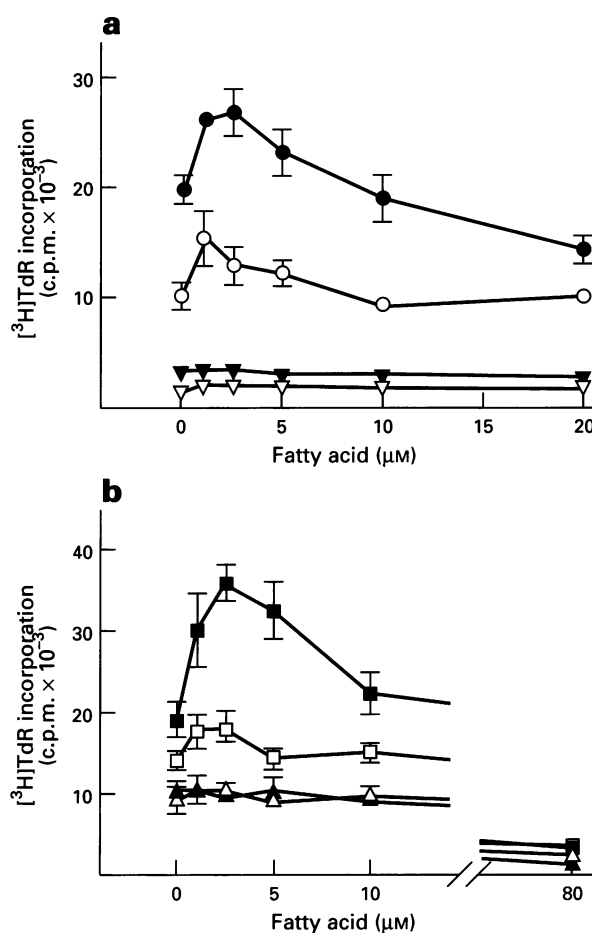 a
30
20
10
[³H]TdR incorporation
(c.p.m. × 10⁻³)
0 5 10 15 20
Fatty acid (μM)
b
40
30
20
10
[³H]TdR incorporation
(c.p.m. × 10⁻³)
0 5 10 80
Fatty acid (μM)